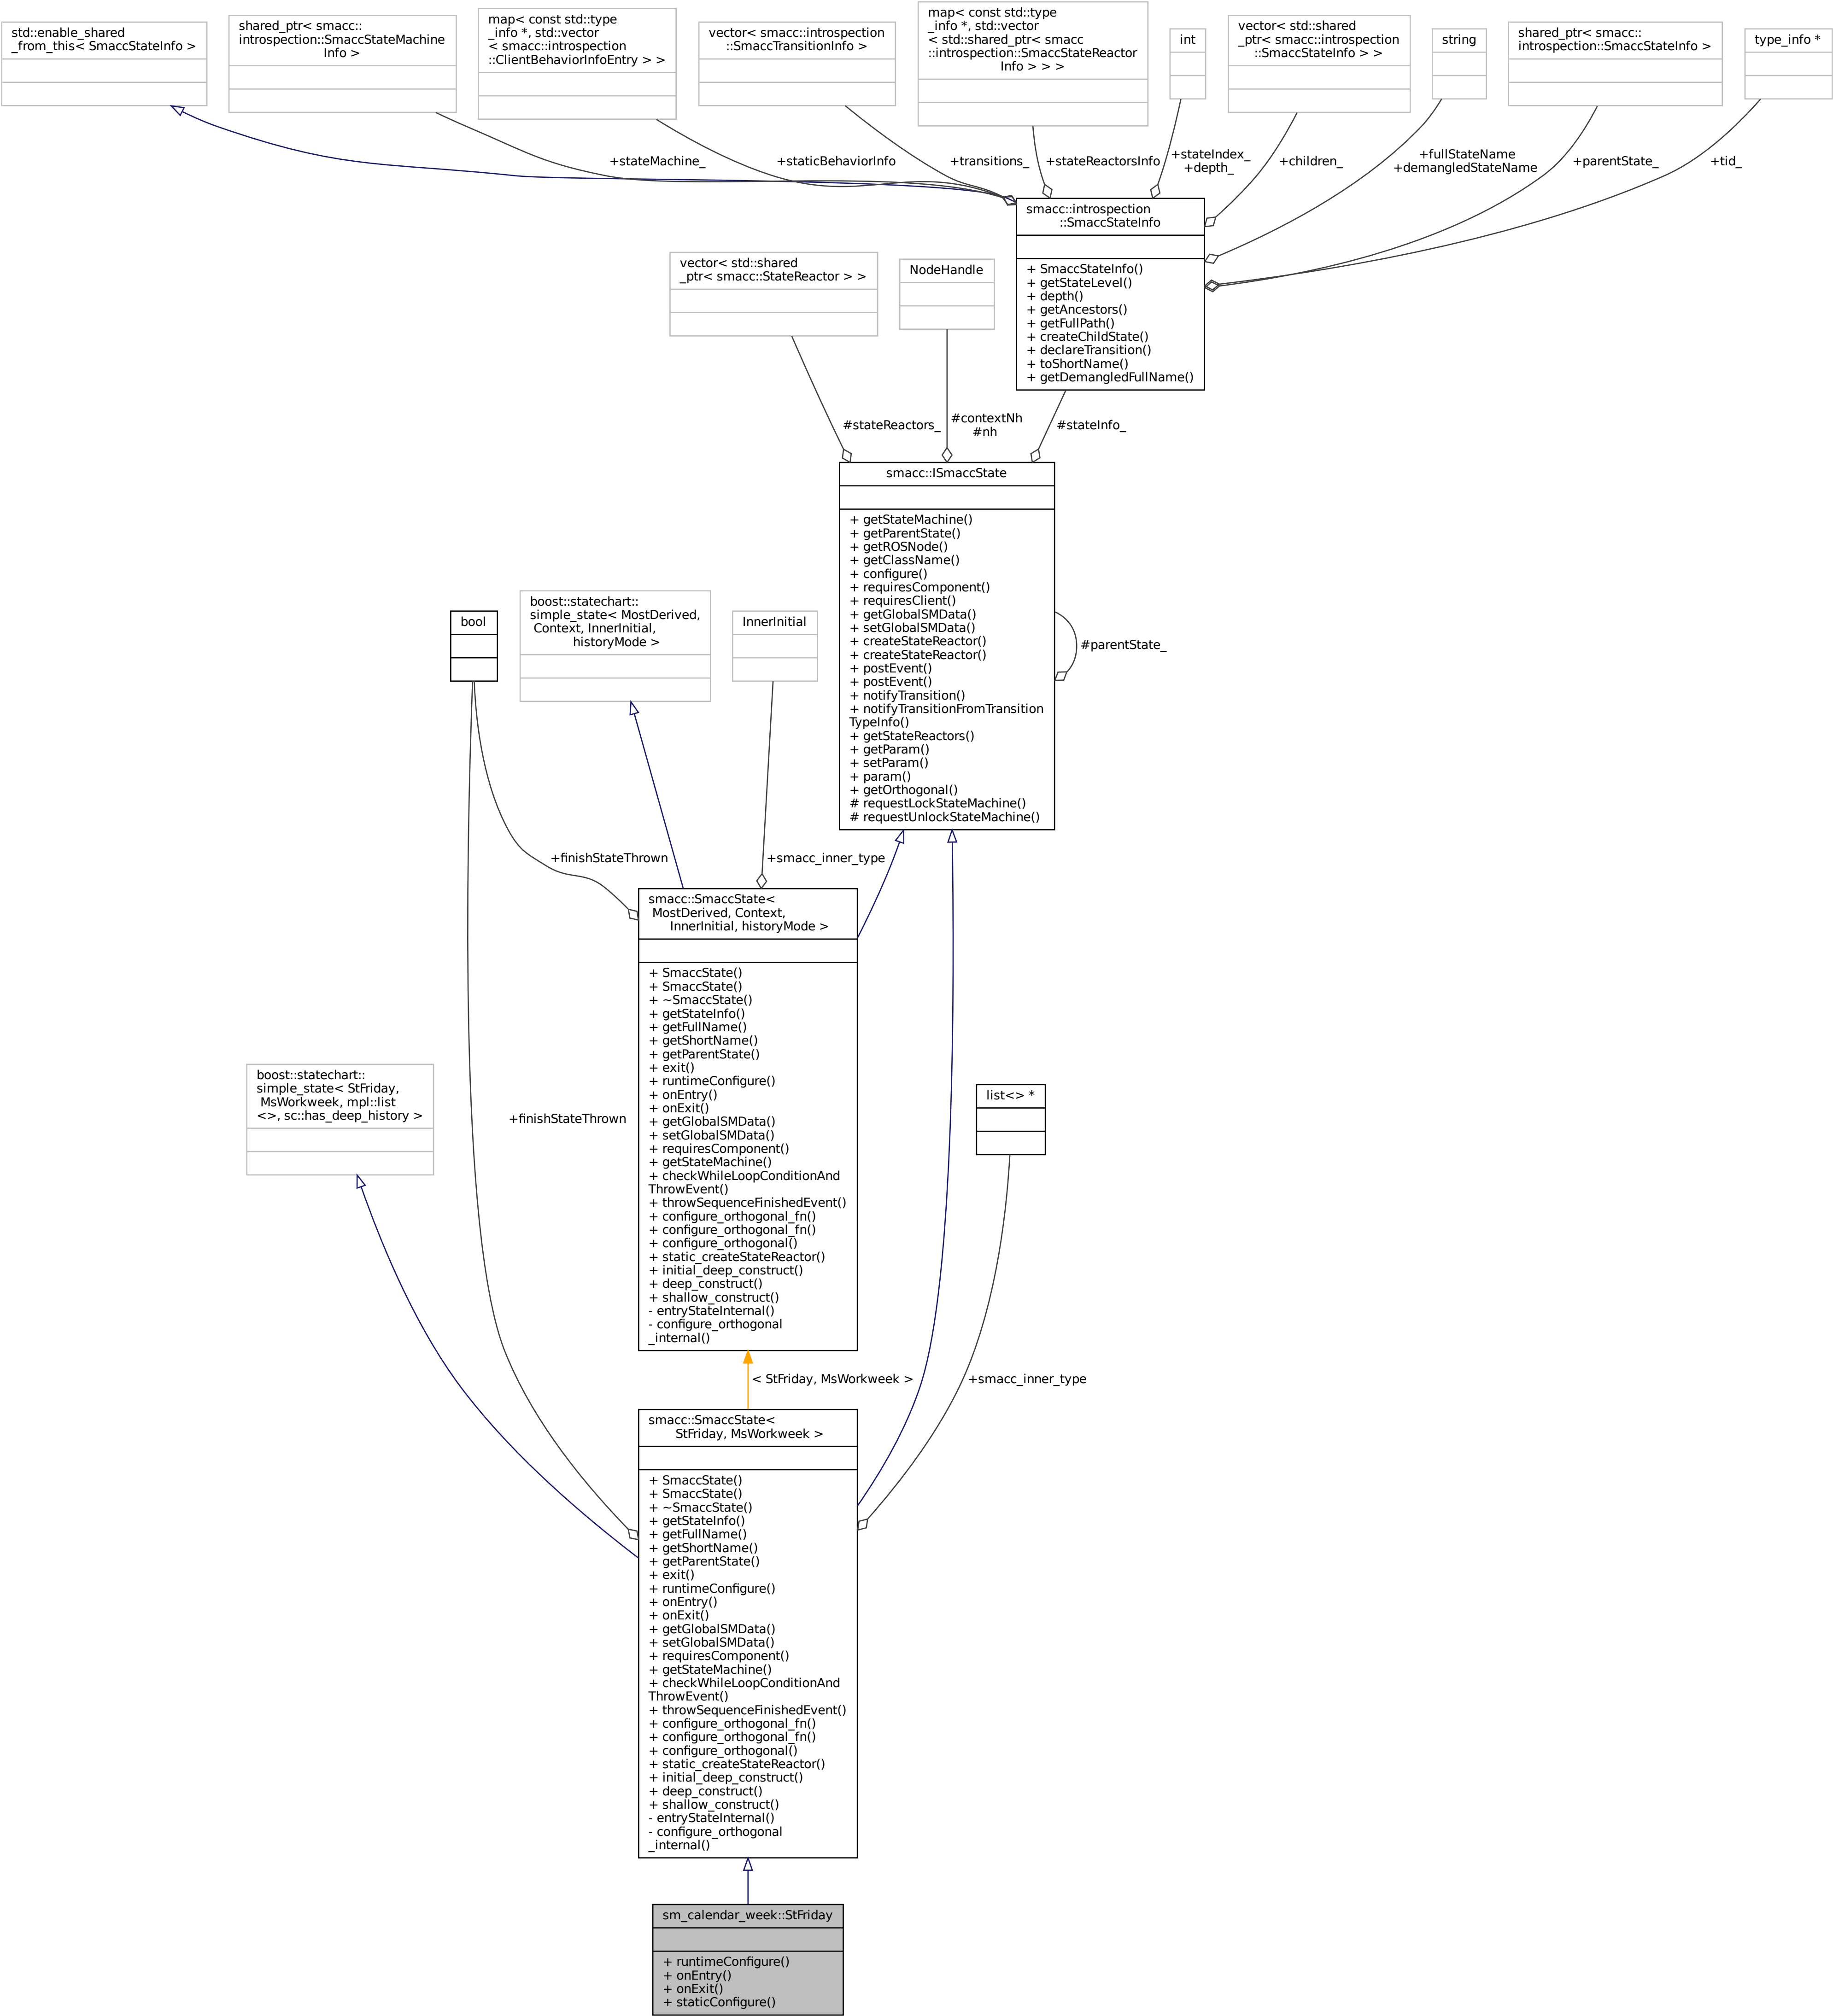 std::enable_shared
_from_this< SmaccStateInfo >
shared_ptr< smacc::
introspection::SmaccStateMachine
Info >
map< const std::type
_info *, std::vector
< smacc::introspection
::ClientBehaviorInfoEntry > >
vector< smacc::introspection
::SmaccTransitionInfo >
map< const std::type
_info *, std::vector
< std::shared_ptr< smacc
::introspection::SmaccStateReactor
Info > > >
int
vector< std::shared
_ptr< smacc::introspection
::SmaccStateInfo > >
string
shared_ptr< smacc::
introspection::SmaccStateInfo >
type_info *
+stateMachine_
+staticBehaviorInfo
+transitions_
+stateReactorsInfo
+stateIndex_
+depth_
+children_
+fullStateName
+demangledStateName
+parentState_
+tid_
smacc::introspection
::SmaccStateInfo
+ SmaccStateInfo()
+ getStateLevel()
+ depth()
+ getAncestors()
+ getFullPath()
+ createChildState()
+ declareTransition()
+ toShortName()
+ getDemangledFullName()
vector< std::shared
_ptr< smacc::StateReactor > >
NodeHandle
#stateReactors_
#contextNh
#nh
#stateInfo_
smacc::ISmaccState
+ getStateMachine()
+ getParentState()
+ getROSNode()
+ getClassName()
+ configure()
+ requiresComponent()
+ requiresClient()
+ getGlobalSMData()
+ setGlobalSMData()
+ createStateReactor()
+ createStateReactor()
+ postEvent()
+ postEvent()
+ notifyTransition()
+ notifyTransitionFromTransition
TypeInfo()
+ getStateReactors()
+ getParam()
+ setParam()
+ param()
+ getOrthogonal()
# requestLockStateMachine()
# requestUnlockStateMachine()
#parentState_
bool
boost::statechart::
simple_state< MostDerived,
Context, InnerInitial,
historyMode >
InnerInitial
+finishStateThrown
+smacc_inner_type
smacc::SmaccState<
MostDerived, Context,
InnerInitial, historyMode >
+ SmaccState()
+ SmaccState()
+ ~SmaccState()
+ getStateInfo()
+ getFullName()
+ getShortName()
+ getParentState()
+ exit()
+ runtimeConfigure()
+ onEntry()
+ onExit()
+ getGlobalSMData()
+ setGlobalSMData()
+ requiresComponent()
+ getStateMachine()
+ checkWhileLoopConditionAnd
ThrowEvent()
+ throwSequenceFinishedEvent()
+ configure_orthogonal_fn()
+ configure_orthogonal_fn()
+ configure_orthogonal()
+ static_createStateReactor()
+ initial_deep_construct()
+ deep_construct()
+ shallow_construct()
- entryStateInternal()
- configure_orthogonal
_internal()
boost::statechart::
simple_state< StFriday,
MsWorkweek, mpl::list
<>, sc::has_deep_history >
+finishStateThrown
list<> *
< StFriday, MsWorkweek >
+smacc_inner_type
smacc::SmaccState<
StFriday, MsWorkweek >
+ SmaccState()
+ SmaccState()
+ ~SmaccState()
+ getStateInfo()
+ getFullName()
+ getShortName()
+ getParentState()
+ exit()
+ runtimeConfigure()
+ onEntry()
+ onExit()
+ getGlobalSMData()
+ setGlobalSMData()
+ requiresComponent()
+ getStateMachine()
+ checkWhileLoopConditionAnd
ThrowEvent()
+ throwSequenceFinishedEvent()
+ configure_orthogonal_fn()
+ configure_orthogonal_fn()
+ configure_orthogonal()
+ static_createStateReactor()
+ initial_deep_construct()
+ deep_construct()
+ shallow_construct()
- entryStateInternal()
- configure_orthogonal
_internal()
sm_calendar_week::StFriday
+ runtimeConfigure()
+ onEntry()
+ onExit()
+ staticConfigure()